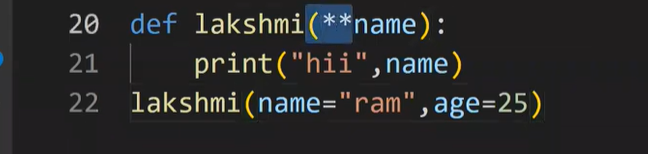 20 def lakshmi(**name):
21     print("hii",name)
22 lakshmi(name="ram",age=25)